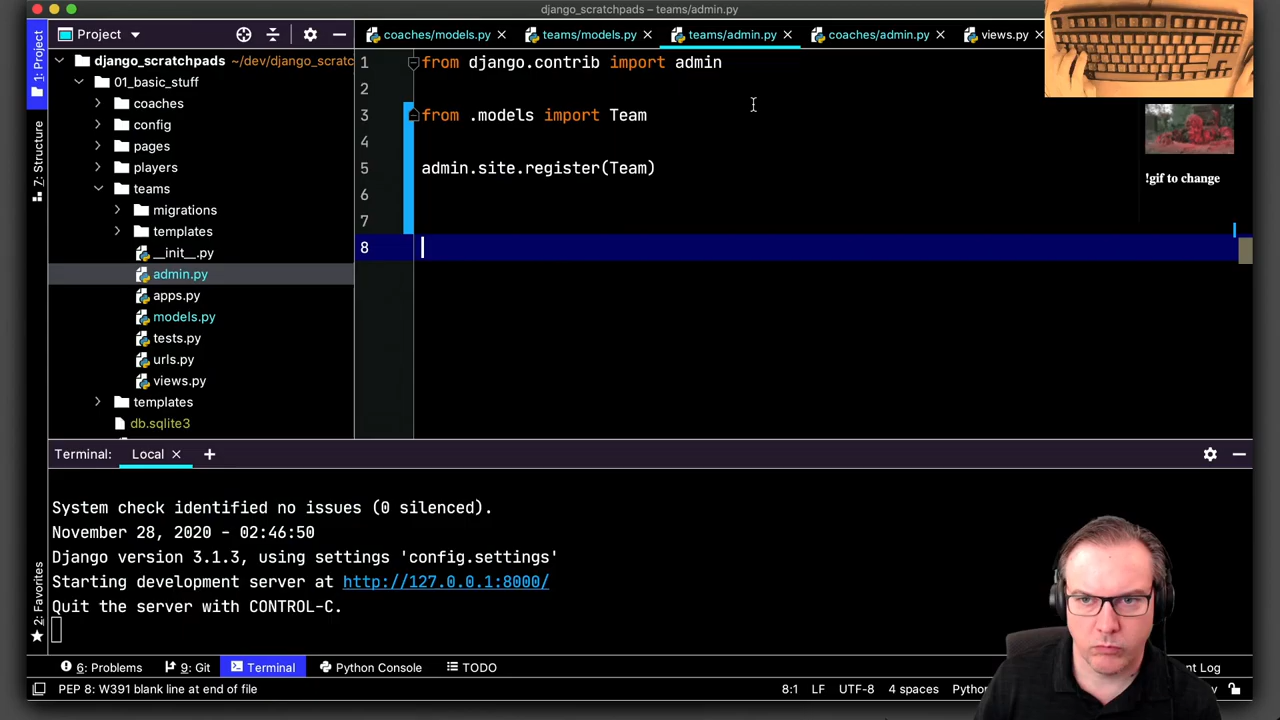 django_scratchpads – teams/admin.py
Project
coaches/models.py
teams/models.py
teams/admin.py
coaches/admin.py
views.py
1: Project
7: Structure
2: Favorites
django_scratchpads ~/dev/django_scratc
01_basic_stuff
coaches
config
pages
players
teams
migrations
templates
__init__.py
admin.py
apps.py
models.py
tests.py
urls.py
views.py
templates
db.sqlite3
1 from django.contrib import admin
2
3 from .models import Team
4
5 admin.site.register(Team)
6
7
8
!gif to change
Terminal: Local +
System check identified no issues (0 silenced).
November 28, 2020 - 02:46:50
Django version 3.1.3, using settings 'config.settings'
Starting development server at http://127.0.0.1:8000/
Quit the server with CONTROL-C.
6: Problems
9: Git
Terminal
Python Console
TODO
nt Log
PEP 8: W391 blank line at end of file
8:1 LF UTF-8 4 spaces Pytho